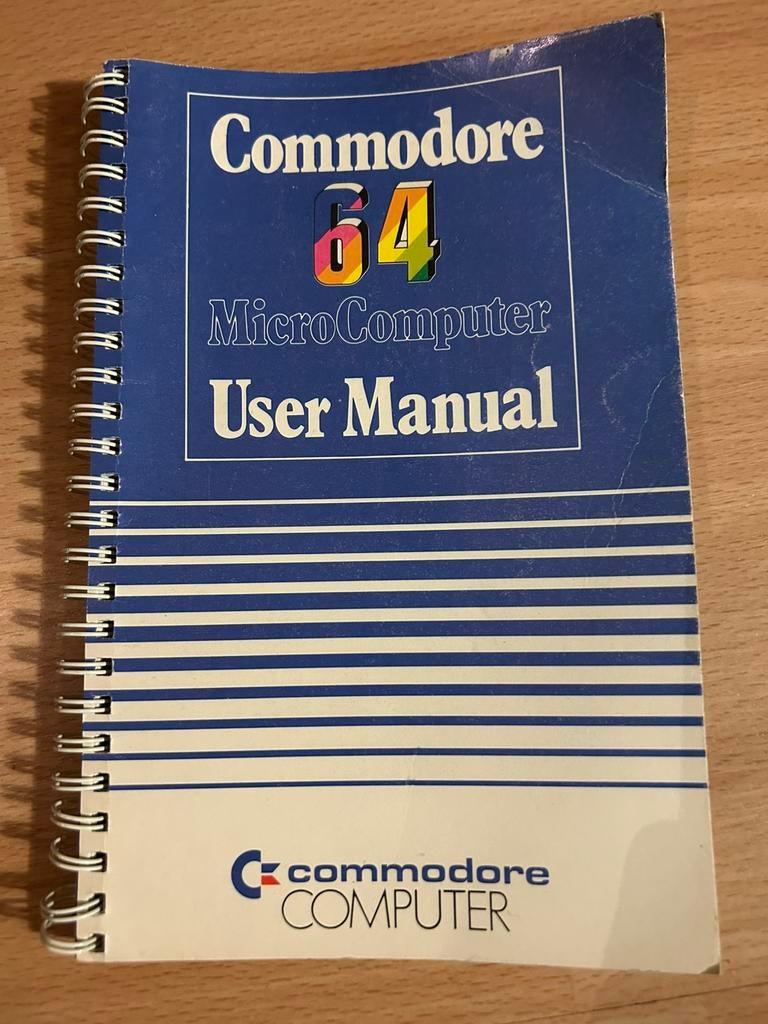 Commodore
64
MicroComputer
User Manual
commodore
COMPUTER